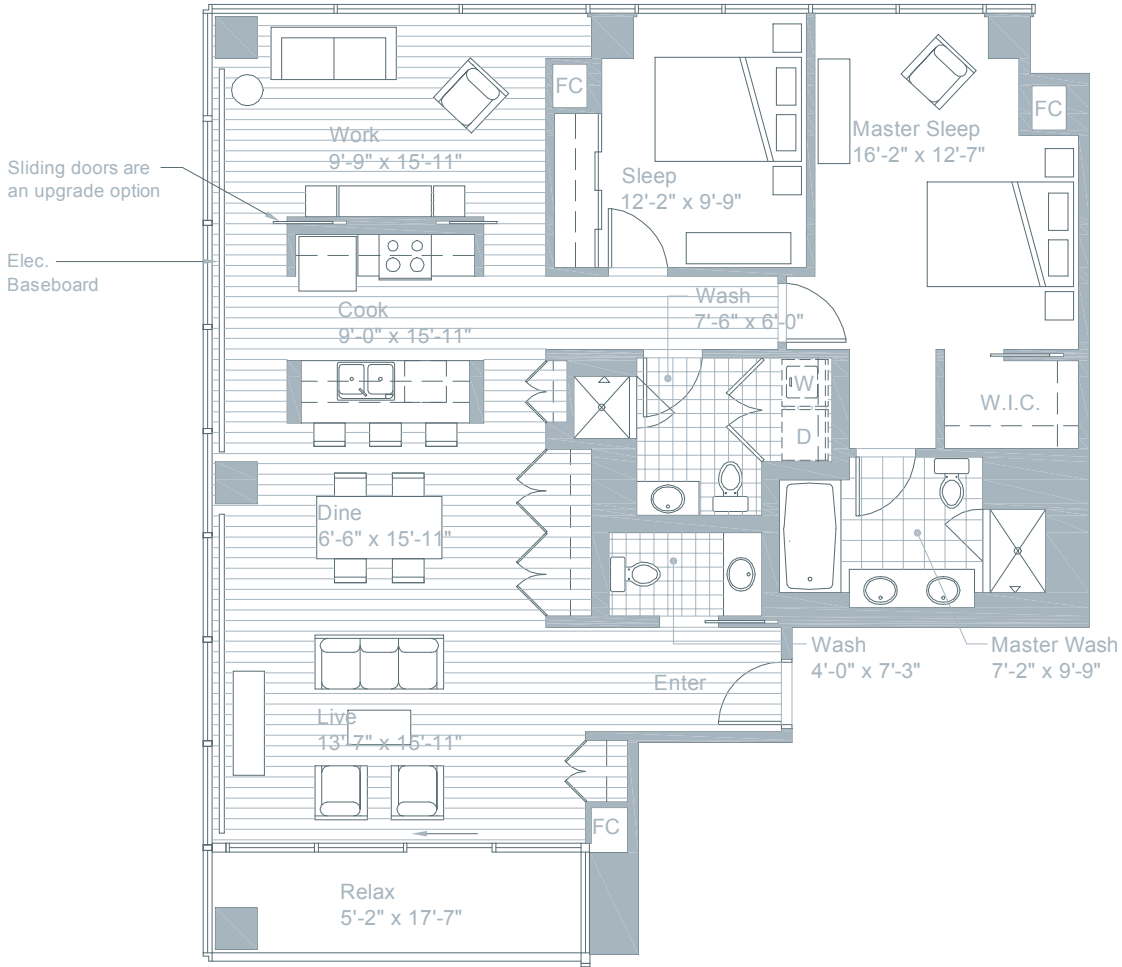 FC
FC
Work
9'-9" x 15'-11"
Master Sleep
16'-2" x 12'-7"
Sliding doors are
an upgrade option
Sleep
12'-2" x 9'-9"
Elec.
Baseboard
Wash
7'-6" x 6'-0"
Cook
9'-0" x 15'-11"
W
D
W.I.C.
Dine
6'-6" x 15'-11"
Wash
4'-0" x 7'-3"
Master Wash
7'-2" x 9'-9"
Enter
Live
13'-7" x 15'-11"
FC
Relax
5'-2" x 17'-7"